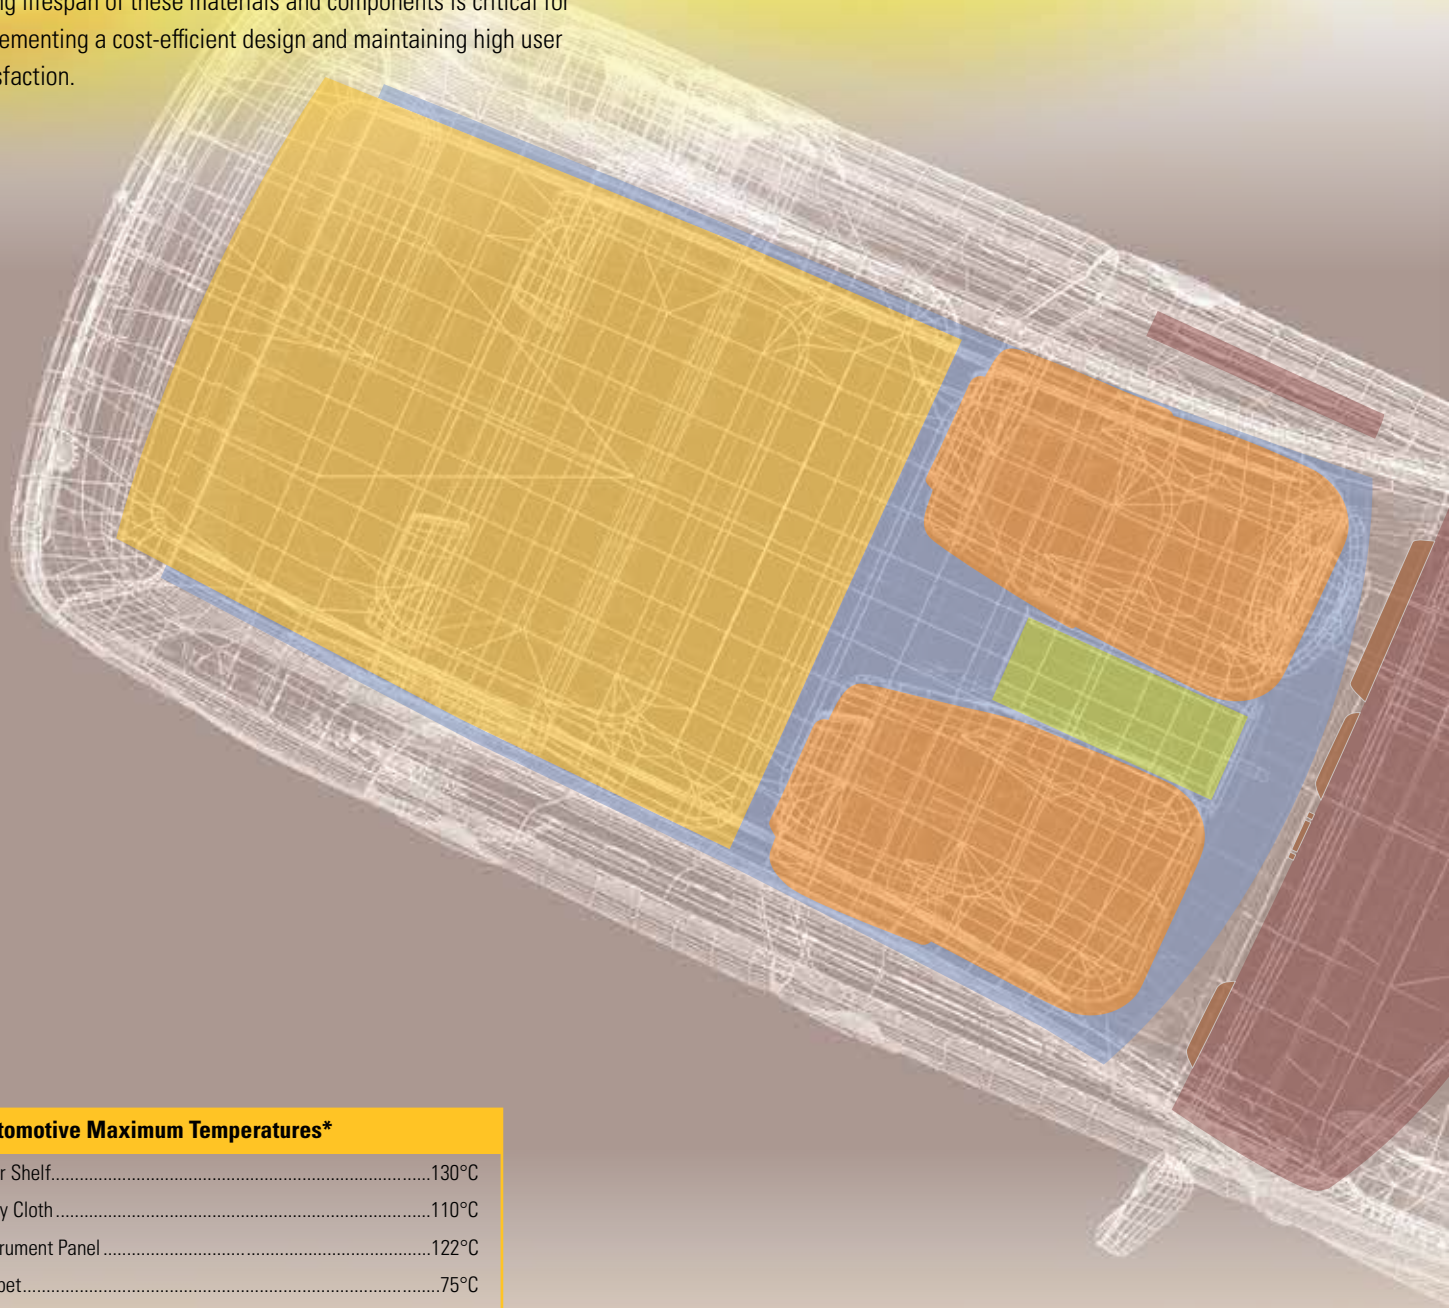 ng lifespan of these materials and components is critical for
ementing a cost-efficient design and maintaining high user
sfaction.
tomotive Maximum Temperatures*
r Shelf................................................................................130°C
y Cloth...............................................................................110°C
rument Panel.....................................................................122°C
pet........................................................................................75°C